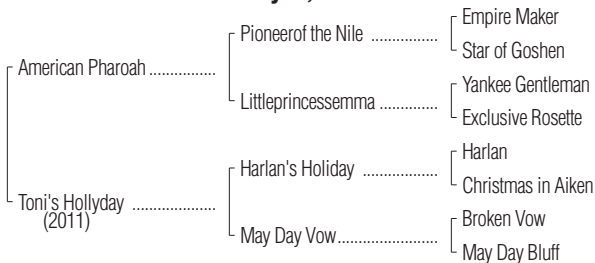 American Pharoah ...............
Toni's Hollyday ...................
(2011)
Pioneerof the Nile ...............
Littleprincessemma .............
Harlan's Holiday .................
May Day Vow.......................
Empire Maker
Star of Goshen
Yankee Gentleman
Exclusive Rosette
Harlan
Christmas in Aiken
Broken Vow
May Day Bluff